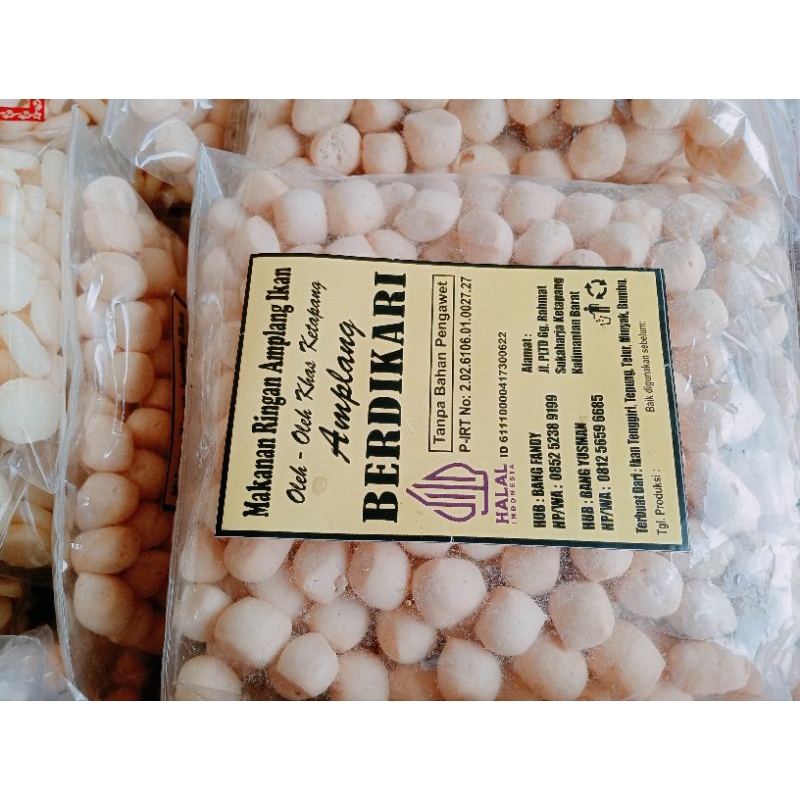 Makanan Ringan Amplang Ikan
Oleh - Oleh Khas Ketapang
Amplang
BERDIKARI
Tanpa Bahan Pengawet
P-IRT No: 2.02.6106.01.0027.27
HALAL
INDONESIA
ID 61110000417300622
HUB : BANG FANDY
HP/WA : 0852 5238 9199
HUB : BANG YUSMAN
HP/WA : 0812 5659 6685
Alamat :
Jl. PLTD Gg. Rahmat
Sukaharja Ketapang
Kalimantan Barat
Terbuat Dari : Ikan Tenggiri, Tepung, Telur, Minyak, Bumbu.
Tgl. Produksi :
Baik digunakan sebelum: